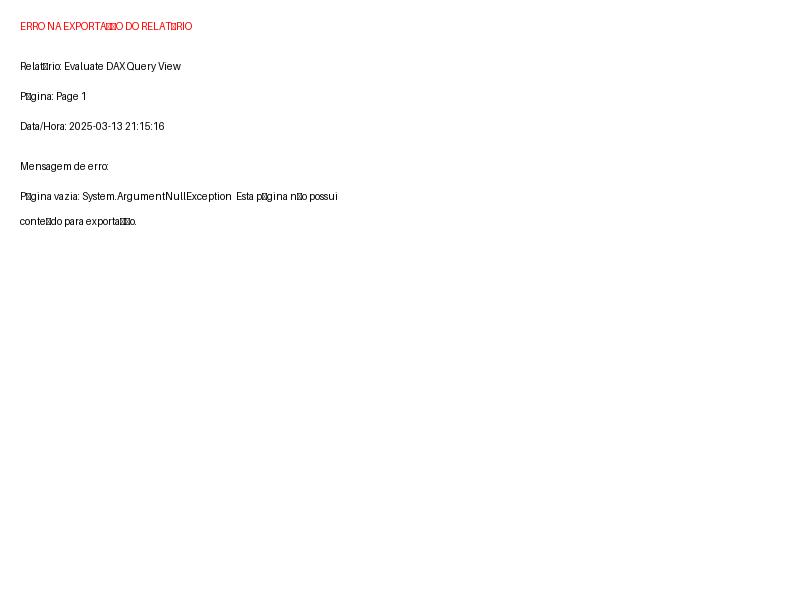 ERRO NA EXPORTA□□O DO RELAT□RIO
Relat□rio: Evaluate DAX Query View
P□gina: Page 1
Data/Hora: 2025-03-13 21:15:16
Mensagem de erro:
P□gina vazia: System.ArgumentNullException Esta p□gina n□o possui
conte□do para exporta□□o.